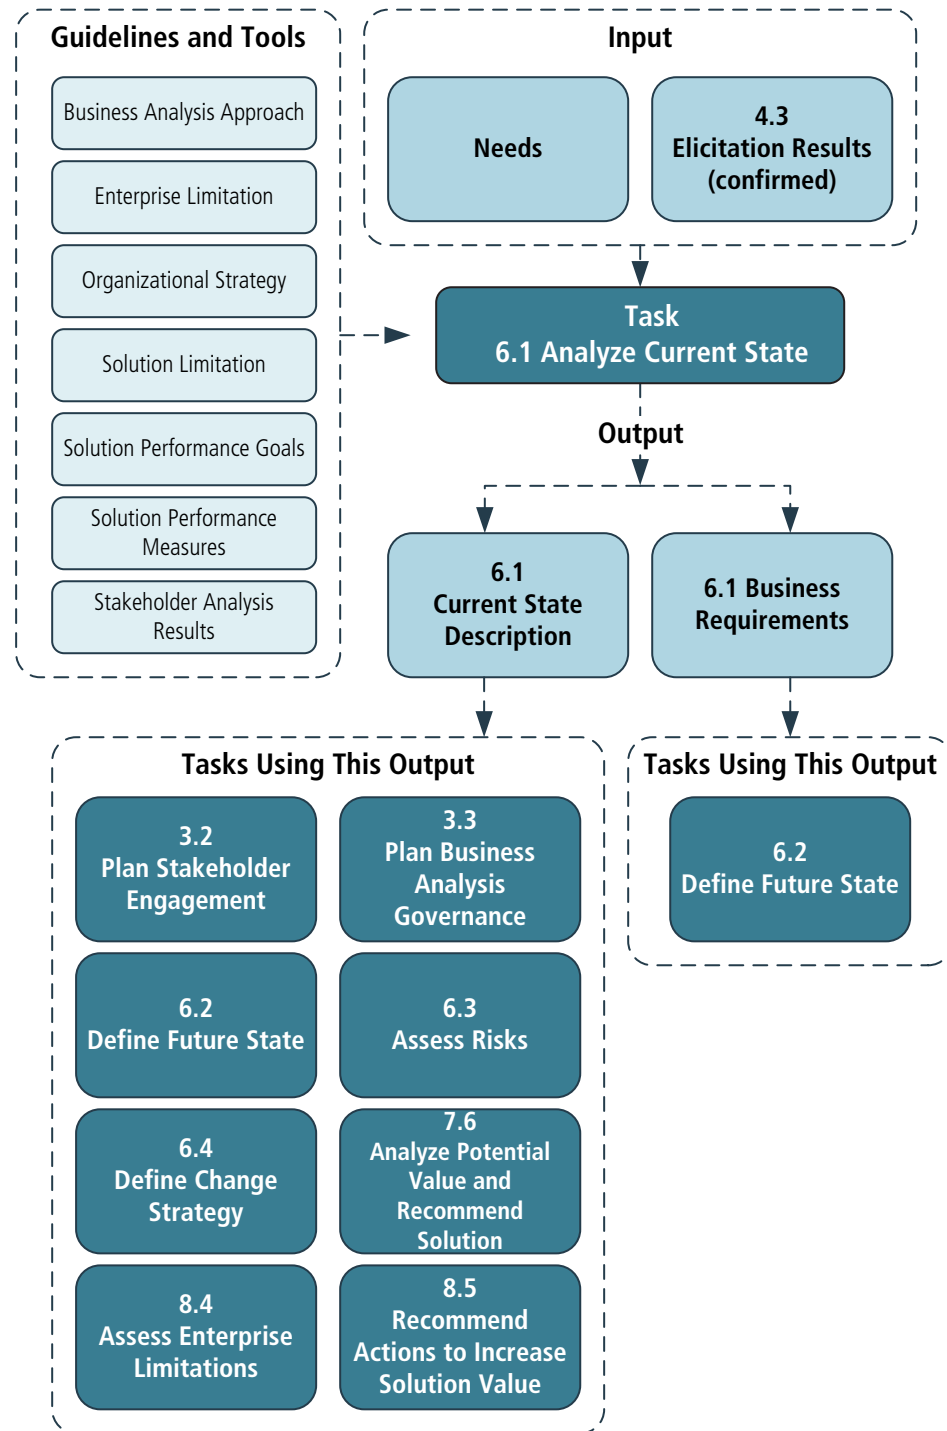 Guidelines and Tools
Business Analysis Approach
Enterprise Limitation
Organizational Strategy
Solution Limitation
Solution Performance Goals
Solution Performance
Measures
Stakeholder Analysis
Results
Input
Needs
4.3
Elicitation Results
(confirmed)
Task
6.1 Analyze Current State
Output
6.1
Current State
Description
6.1 Business
Requirements
Tasks Using This Output
3.2
Plan Stakeholder
Engagement
3.3
Plan Business
Analysis
Governance
6.2
Define Future State
6.3
Assess Risks
6.4
Define Change
Strategy
7.6
Analyze Potential
Value and
Recommend
Solution
8.4
Assess Enterprise
Limitations
8.5
Recommend
Actions to Increase
Solution Value
Tasks Using This Output
6.2
Define Future State